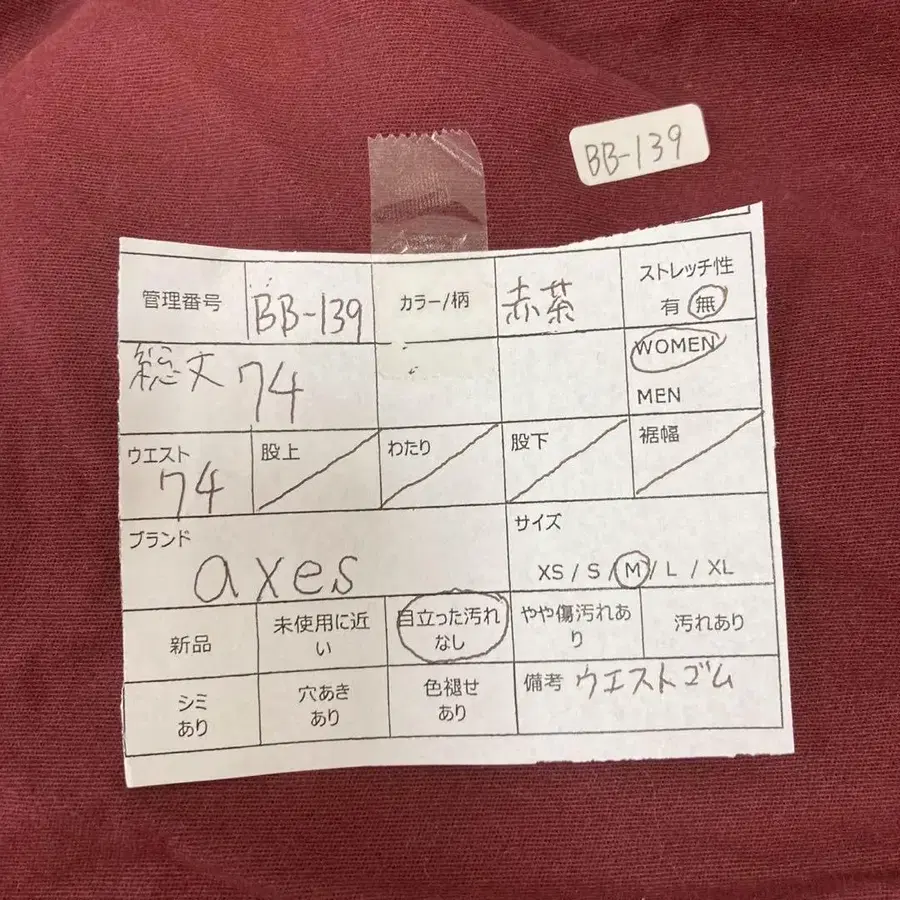 BB-139
管理番号 BB-139 カラー/柄 赤茶 ストレッチ性
有 無
総丈 74 WOMEN
MEN
ウエスト 74 股上 わたり 股下 裾幅
ブランド axes サイズ
XS / S / M / L / XL
新品 未使用に近
い 目立った汚れ
なし やや傷汚れあ
り 汚れあり
シミ
あり 穴あき
あり 色褪せ
あり 備考 ウエストゴム